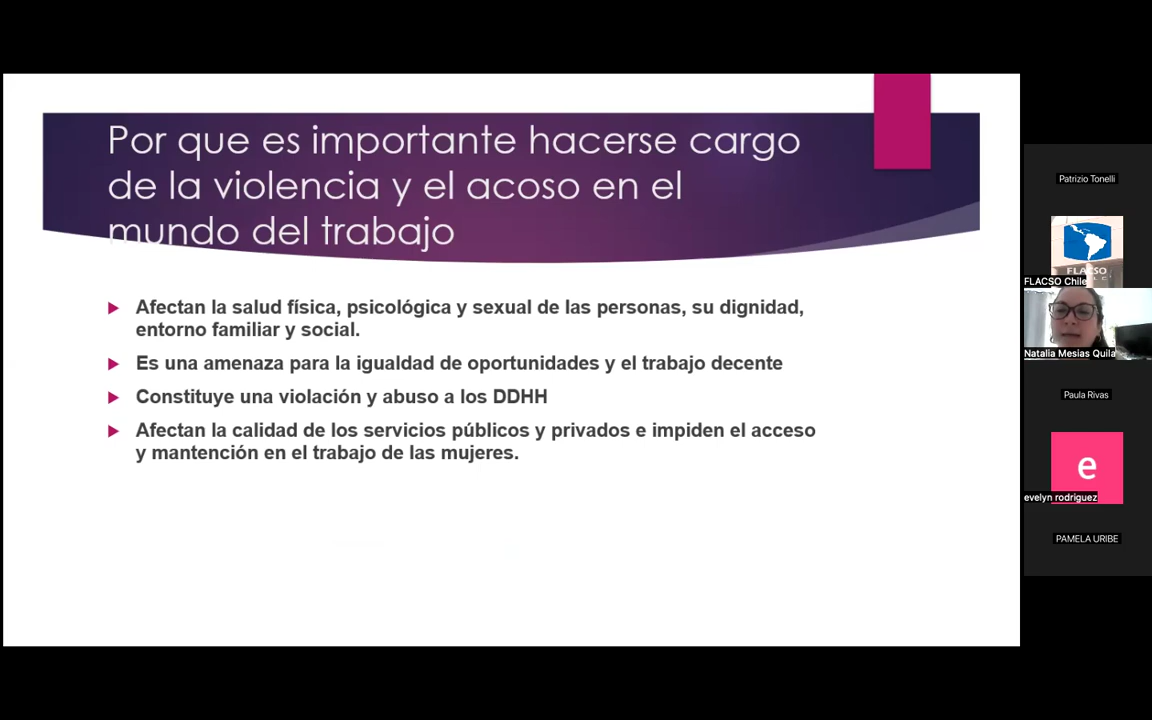 Por que es importante hacerse cargo
de la violencia y el acoso en el
mundo del trabajo
Afectan la salud física, psicológica y sexual de las personas, su dignidad,
entorno familiar y social.
Es una amenaza para la igualdad de oportunidades y el trabajo decente
Constituye una violación y abuso a los DDHH
Afectan la calidad de los servicios públicos y privados e impiden el acceso
y mantención en el trabajo de las mujeres.
Patrizio Tonelli
FLACSO
FLACSO Chile
Natalia Mesias Quila
Paula Rivas
e
evelyn rodriguez
PAMELA URIBE